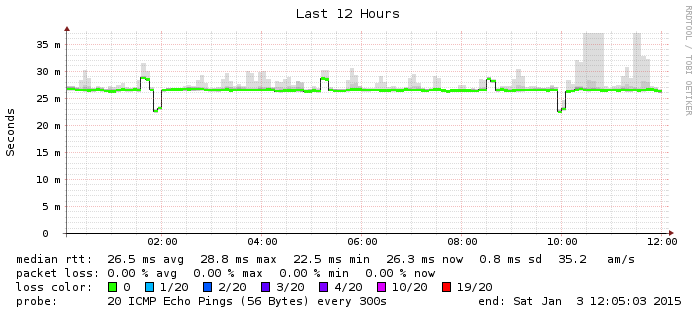 Last 12 Hours
RRDTOOL / TOBI OETIKER
Seconds
35 m
30 m
25 m
20 m
15 m
10 m
5 m
0
02:00 04:00 06:00 08:00 10:00 12:00
median rtt: 26.5 ms avg 28.8 ms max 22.5 ms min 26.3 ms now 0.8 ms sd 35.2 am/s
packet loss: 0.00 % avg 0.00 % max 0.00 % min 0.00 % now
loss color: 0 1/20 2/20 3/20 4/20 10/20 19/20
probe: 20 ICMP Echo Pings (56 Bytes) every 300s end: Sat Jan 3 12:05:03 2015